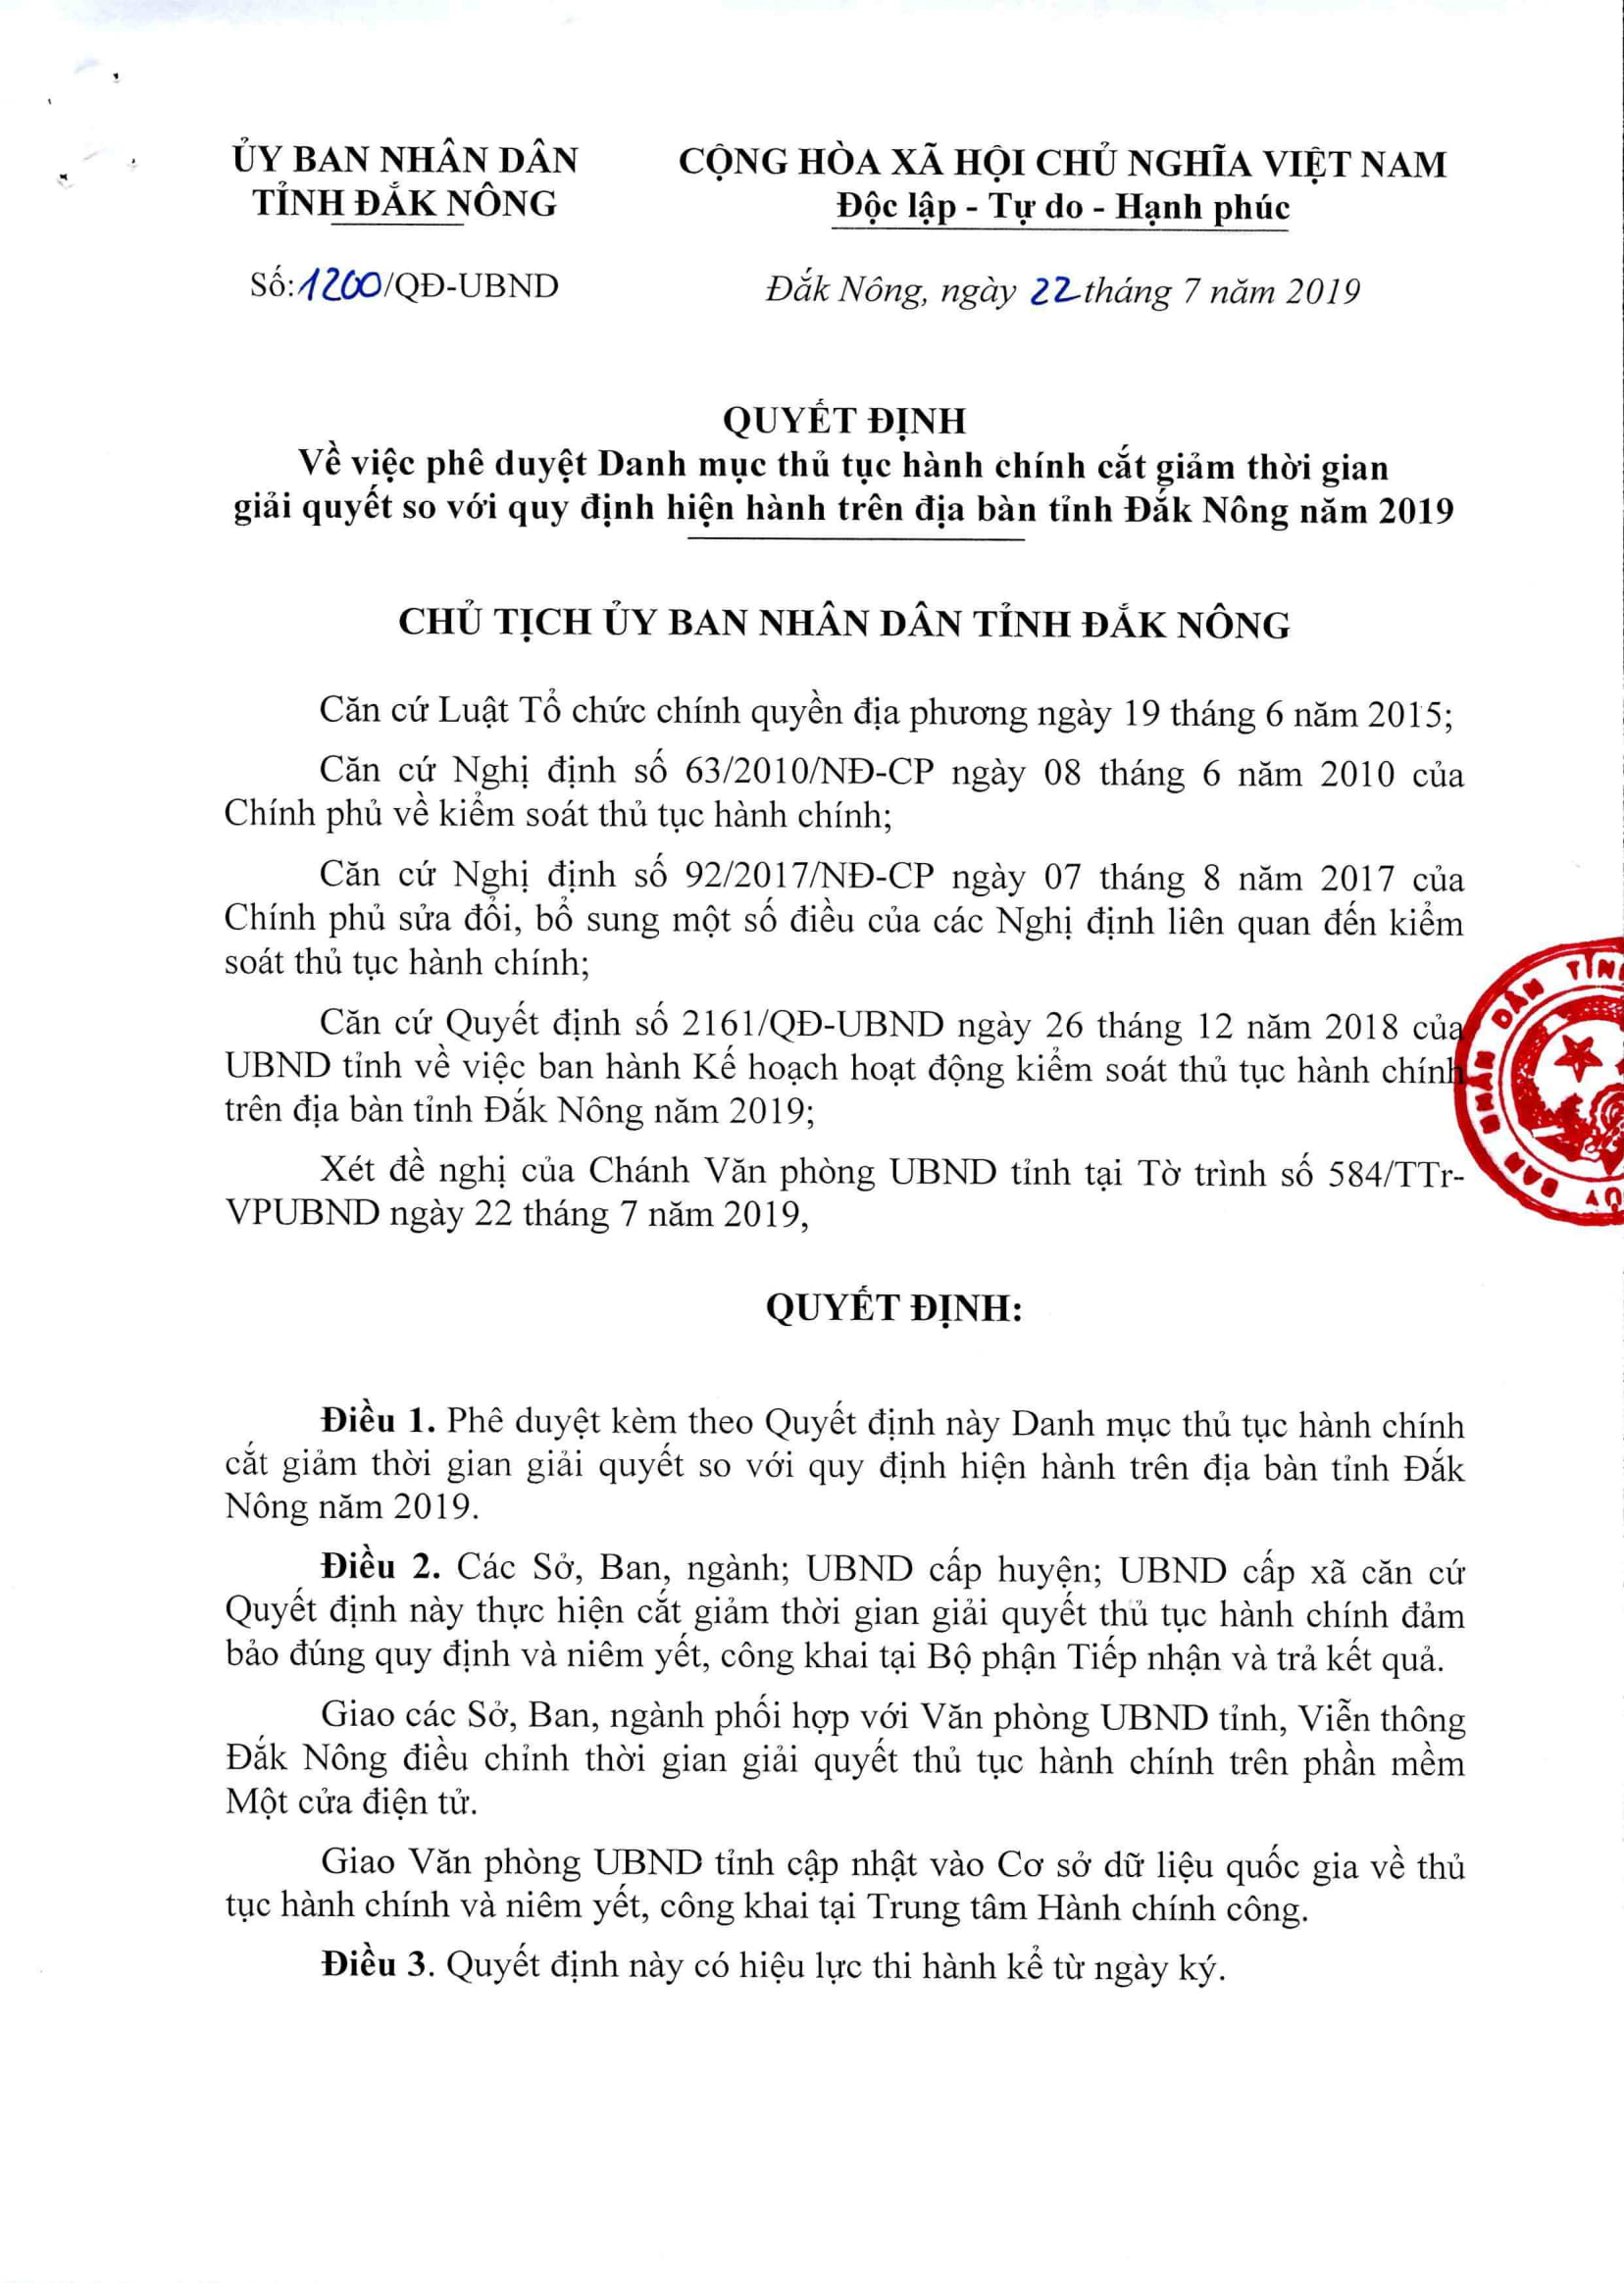 ỦY BAN NHÂN DÂN
TỈNH ĐẮK NÔNG
CỘNG HÒA XÃ HỘI CHỦ NGHĨA VIỆT NAM
Độc lập - Tự do - Hạnh phúc
Số:1200/QĐ-UBND
Đắk Nông, ngày 22 tháng 7 năm 2019
QUYẾT ĐỊNH
Về việc phê duyệt Danh mục thủ tục hành chính cắt giảm thời gian
giải quyết so với quy định hiện hành trên địa bàn tỉnh Đắk Nông năm 2019
CHỦ TỊCH ỦY BAN NHÂN DÂN TỈNH ĐẮK NÔNG
Căn cứ Luật Tổ chức chính quyền địa phương ngày 19 tháng 6 năm 2015;
Căn cứ Nghị định số 63/2010/NĐ-CP ngày 08 tháng 6 năm 2010 của
Chính phủ về kiểm soát thủ tục hành chính;
Căn cứ Nghị định số 92/2017/NĐ-CP ngày 07 tháng 8 năm 2017 của
Chính phủ sửa đổi, bổ sung một số điều của các Nghị định liên quan đến kiểm
soát thủ tục hành chính;
Căn cứ Quyết định số 2161/QĐ-UBND ngày 26 tháng 12 năm 2018 của
UBND tỉnh về việc ban hành Kế hoạch hoạt động kiểm soát thủ tục hành chính
trên địa bàn tỉnh Đắk Nông năm 2019;
Xét đề nghị của Chánh Văn phòng UBND tỉnh tại Tờ trình số 584/TTr-
VPUBND ngày 22 tháng 7 năm 2019,
ỦY BAN NHÂN DÂN TỈN
QUYẾT ĐỊNH:
Điều 1. Phê duyệt kèm theo Quyết định này Danh mục thủ tục hành chính
cắt giảm thời gian giải quyết so với quy định hiện hành trên địa bàn tỉnh Đắk
Nông năm 2019.
Điều 2. Các Sở, Ban, ngành; UBND cấp huyện; UBND cấp xã căn cứ
Quyết định này thực hiện cắt giảm thời gian giải quyết thủ tục hành chính đảm
bảo đúng quy định và niêm yết, công khai tại Bộ phận Tiếp nhận và trả kết quả.
Giao các Sở, Ban, ngành phối hợp với Văn phòng UBND tỉnh, Viễn thông
Đắk Nông điều chỉnh thời gian giải quyết thủ tục hành chính trên phần mềm
Một cửa điện tử.
Giao Văn phòng UBND tỉnh cập nhật vào Cơ sở dữ liệu quốc gia về thủ
tục hành chính và niêm yết, công khai tại Trung tâm Hành chính công.
Điều 3. Quyết định này có hiệu lực thi hành kể từ ngày ký.